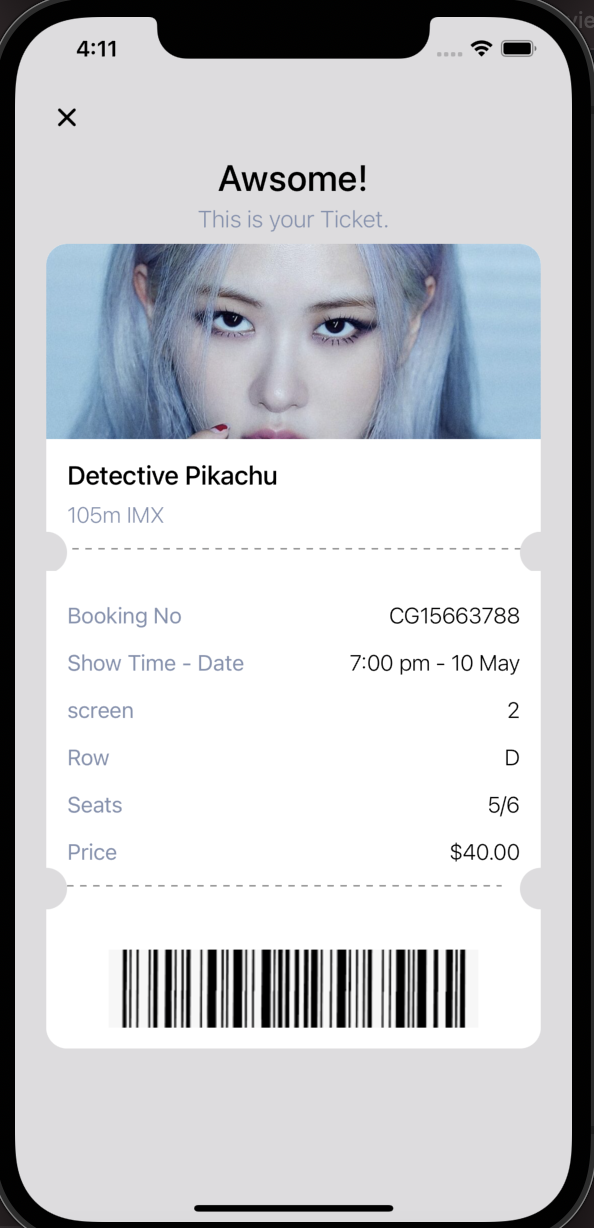 vie
4:11
Awsome!
This is your Ticket.
Detective Pikachu
105m IMX
Booking No CG15663788
Show Time - Date 7:00 pm - 10 May
screen 2
Row D
Seats 5/6
Price $40.00